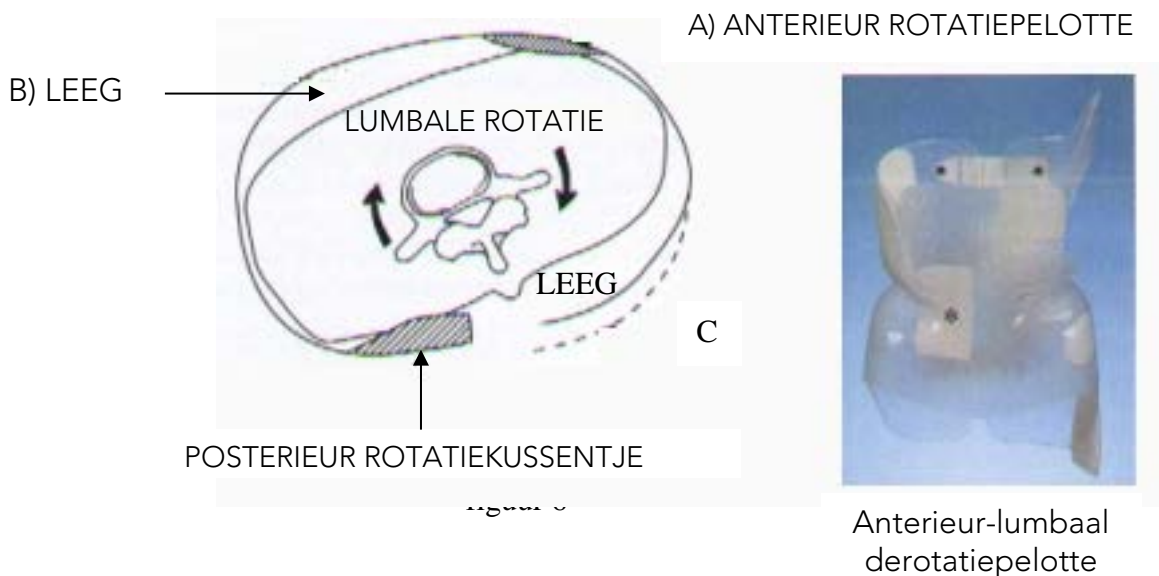 A) ANTERIEUR ROTATIEPELOTTE
B) LEEG
LUMBALE ROTATIE
LEEG
C
POSTERIEUR ROTATIEKUSSENTJE
Anterieur-lumbaal
derotatiepelotte